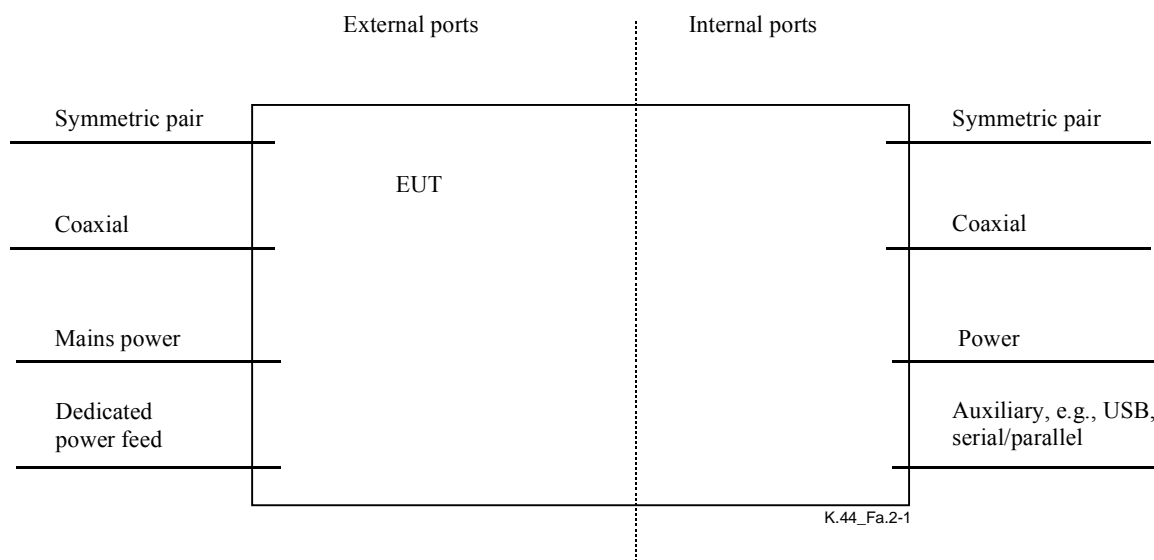 External ports
Internal ports
Symmetric pair
Symmetric pair
EUT
Coaxial
Coaxial
Mains power
Power
Dedicated
power feed
Auxiliary, e.g., USB,
serial/parallel
K.44_Fa.2-1